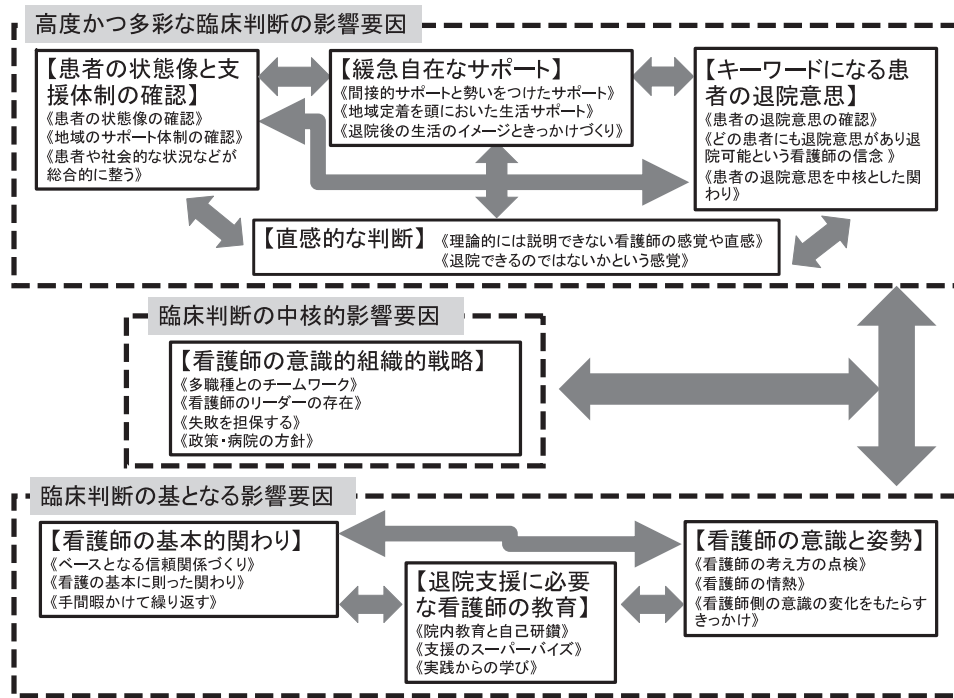 高度かつ多彩な臨床判断の影響要因
【患者の状態像と支
援体制の確認】
《患者の状態像の確認》
《地域のサポート体制の確認》
《患者や社会的な状況などが
総合的に整う》
【緩急自在なサポート】
《間接的サポートと勢いをつけたサポート》
《地域定着を頭においた生活サポート》
《退院後の生活のイメージときっかけづくり》
【キーワードになる患
者の退院意思】
《患者の退院意思の確認》
《どの患者にも退院意思があり退
院可能という看護師の信念 》
《患者の退院意思を中核とした関
わり》
【直感的な判断】 《理論的には説明できない看護師の感覚や直感》
《退院できるのではないかという感覚》
臨床判断の中核的影響要因
【看護師の意識的組織的戦略】
《多職種とのチームワーク》
《看護師のリーダーの存在》
《失敗を担保する》
《政策・病院の方針》
臨床判断の基となる影響要因
【看護師の基本的関わり】
《ベースとなる信頼関係づくり》
《看護の基本に則った関わり》
《手間暇かけて繰り返す》
【退院支援に必要
な看護師の教育】
《院内教育と自己研鑽》
《支援のスーパーバイズ》
《実践からの学び》
【看護師の意識と姿勢】
《看護師の考え方の点検》
《看護師の情熱》
《看護師側の意識の変化をもたらす
きっかけ》